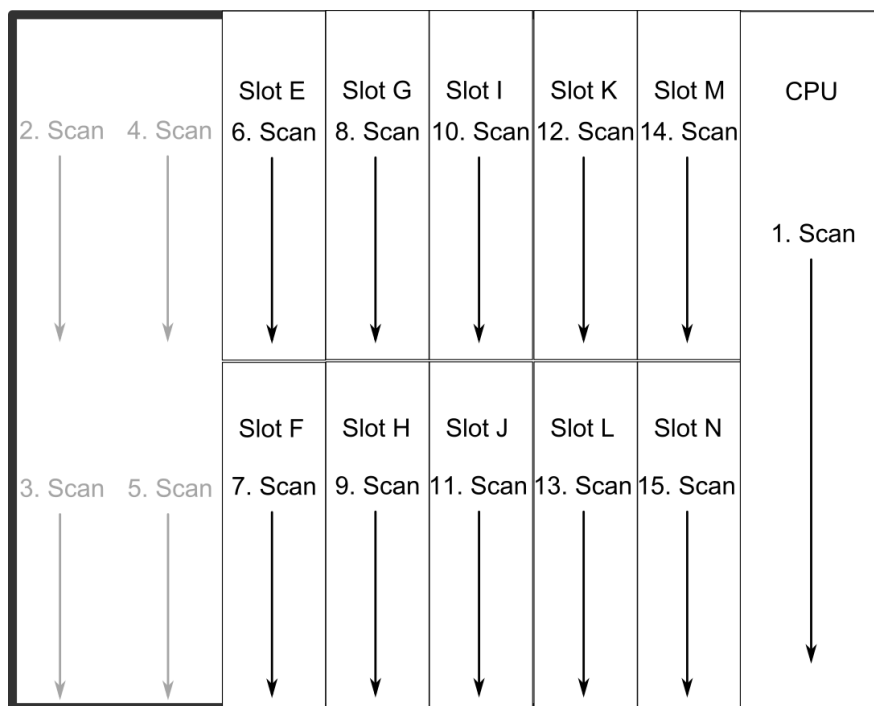 Slot E
Slot G
Slot I
Slot K
Slot M
CPU
2. Scan
4. Scan
6. Scan
8. Scan
10. Scan
12. Scan
14. Scan
1. Scan
Slot F
Slot H
Slot J
Slot L
Slot N
3. Scan
5. Scan
7. Scan
9. Scan
11. Scan
13. Scan
15. Scan